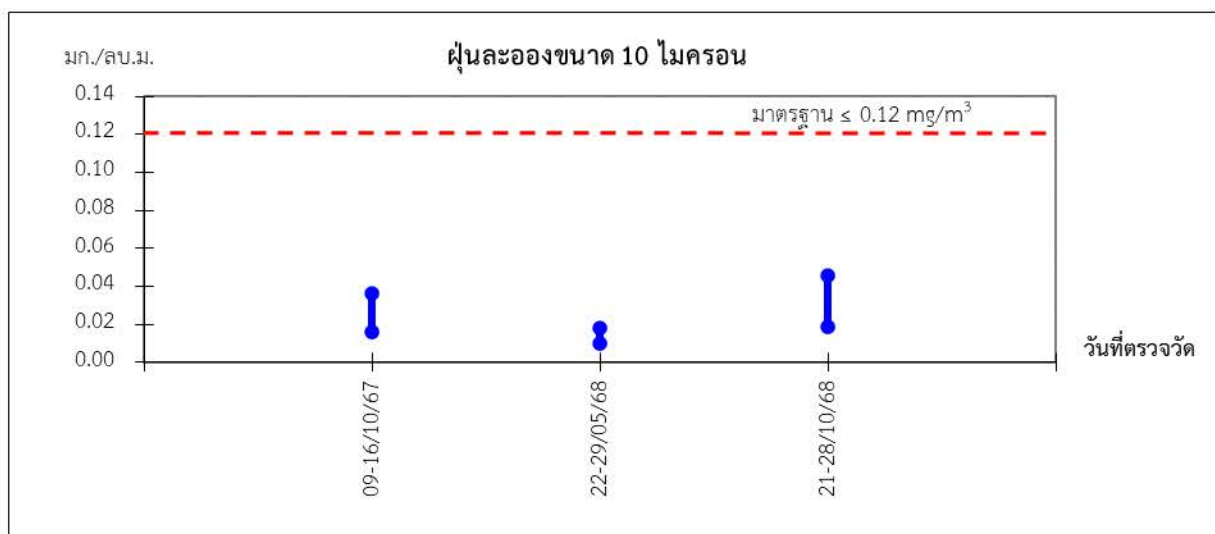 ฝุ่นละอองขนาด 10 ไมครอน
มก./ลบ.ม.
0.14
มาตรฐาน ≤ 0.12 mg/m³
0.12
0.10
0.08
0.06
0.04
0.02
0.00
วันที่ตรวจวัด
09-16/10/67
22-29/05/68
21-28/10/68